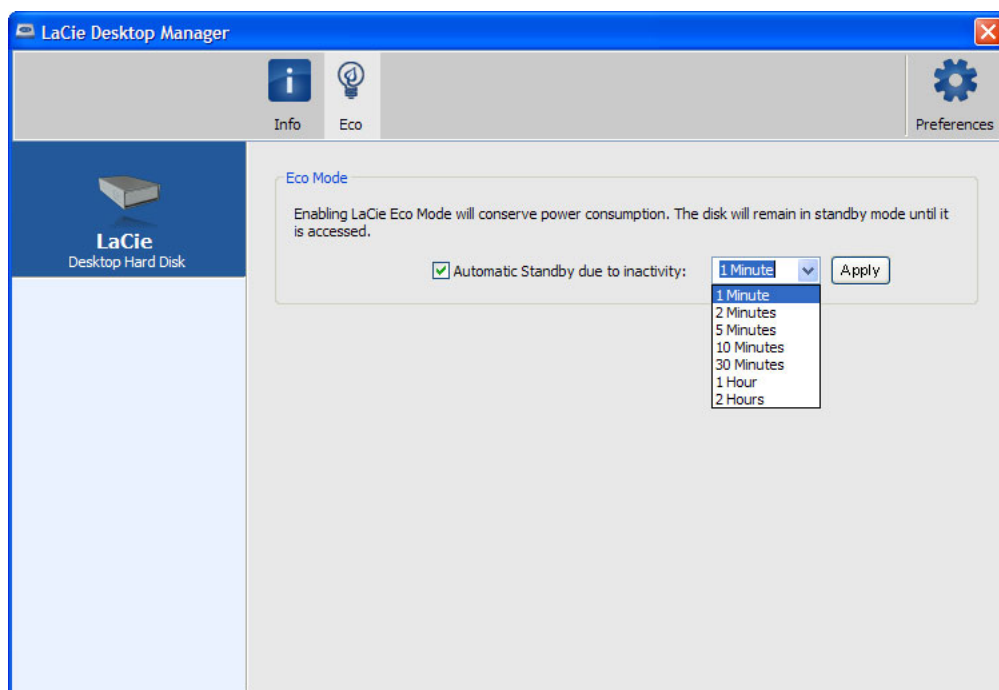 LaCie Desktop Manager
Info
Eco
Preferences
LaCie
Desktop Hard Disk
Eco Mode
Enabling LaCie Eco Mode will conserve power consumption. The disk will remain in standby mode until it
is accessed.
Automatic Standby due to inactivity:
1 Minute
Apply
1 Minute
2 Minutes
5 Minutes
10 Minutes
30 Minutes
1 Hour
2 Hours